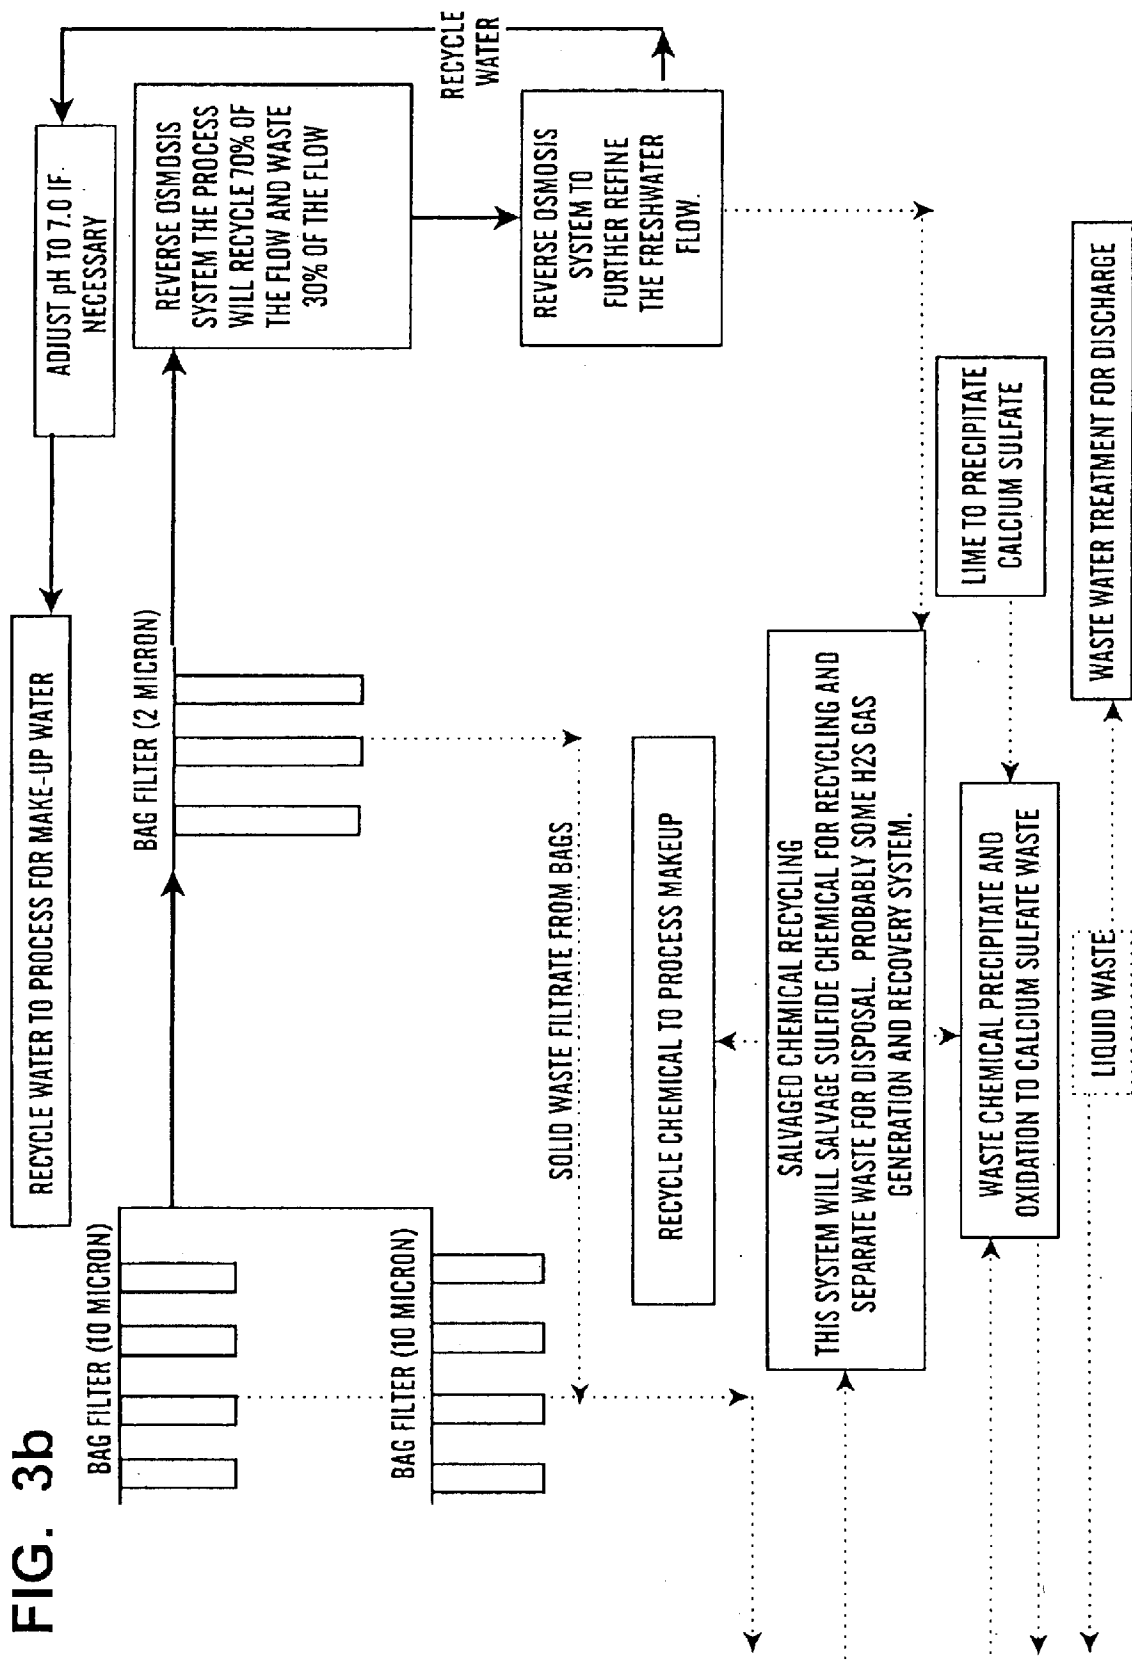 FIG. 3b
RECYCLE WATER TO PROCESS FOR MAKE-UP WATER
ADJUST pH TO 7.0 IF
NECESSARY
RECYCLE
WATER
BAG FILTER (10 MICRON)
BAG FILTER (2 MICRON)
REVERSE OSMOSIS
SYSTEM THE PROCESS
WILL RECYCLE 70% OF
THE FLOW AND WASTE
30% OF THE FLOW
BAG FILTER (10 MICRON)
REVERSE OSMOSIS
SYSTEM TO
FURTHER REFINE
THE FRESHWATER
FLOW.
SOLID WASTE FILTRATE FROM BAGS
RECYCLE CHEMICAL TO PROCESS MAKEUP
SALVAGED CHEMICAL RECYCLING
THIS SYSTEM WILL SALVAGE SULFIDE CHEMICAL FOR RECYCLING AND
SEPARATE WASTE FOR DISPOSAL. PROBABLY SOME H2S GAS
GENERATION AND RECOVERY SYSTEM.
LIME TO PRECIPITATE
CALCIUM SULFATE
WASTE CHEMICAL PRECIPITATE AND
OXIDATION TO CALCIUM SULFATE WASTE
LIQUID WASTE
WASTE WATER TREATMENT FOR DISCHARGE